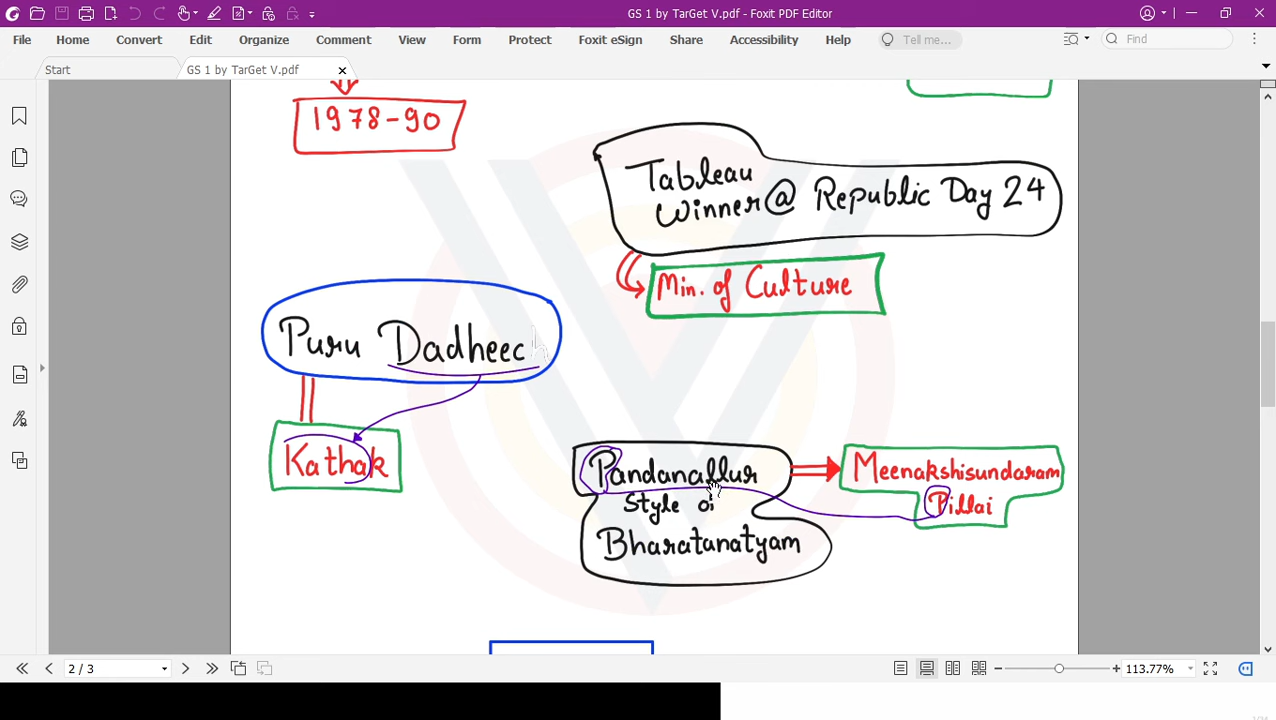 GS 1 by TarGet V.pdf - Foxit PDF Editor
File Home Convert Edit Organize Comment View Form Protect Foxit eSign Share Accessibility Help Tell me... Find
Start GS 1 by TarGet V.pdf
1978-90
Tableau
Winner @ Republic Day 24
Min. of Culture
Puru Dadheech
Kathak
Pandanallur
Style of
Bharatanatyam
Meenakshisundaram
Pillai
2 / 3
113.77%